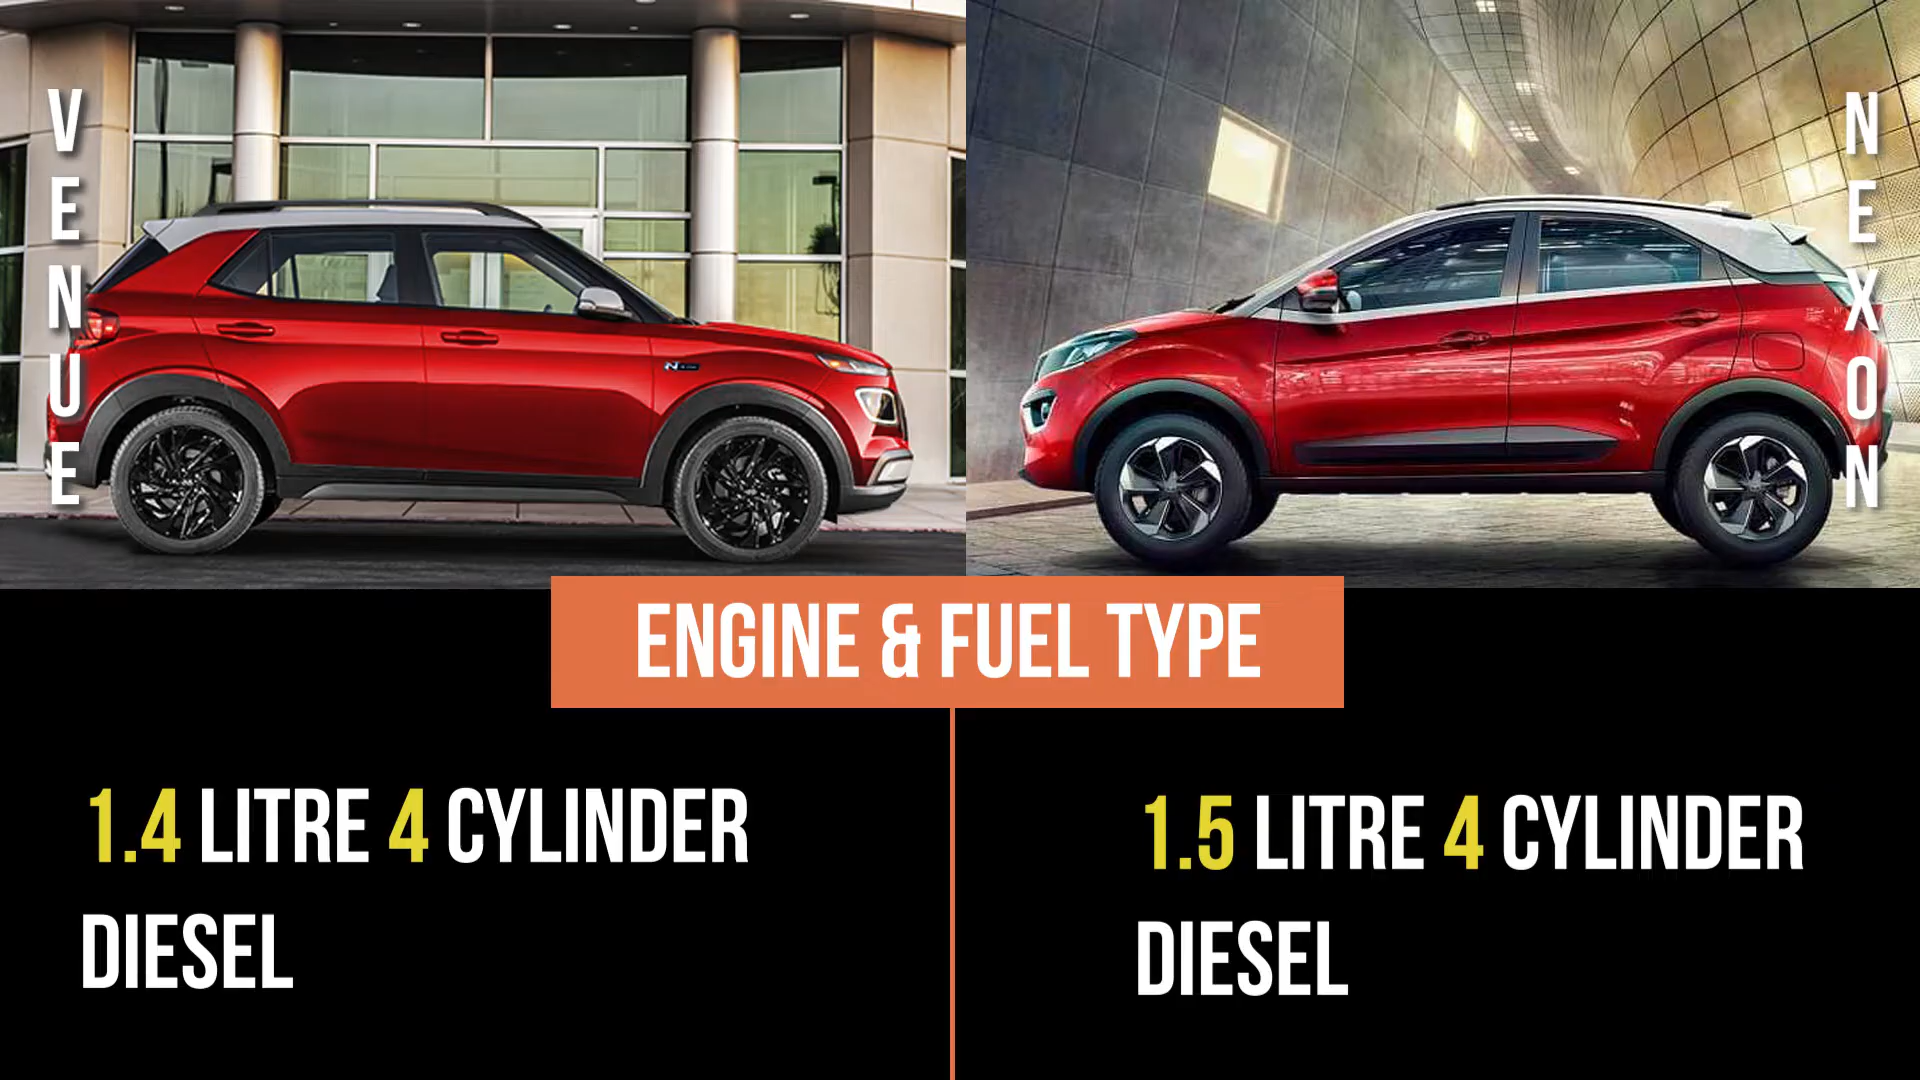 VENUE
NEXON
N
ENGINE & FUEL TYPE
1.4 LITRE 4 CYLINDER
DIESEL
1.5 LITRE 4 CYLINDER
DIESEL